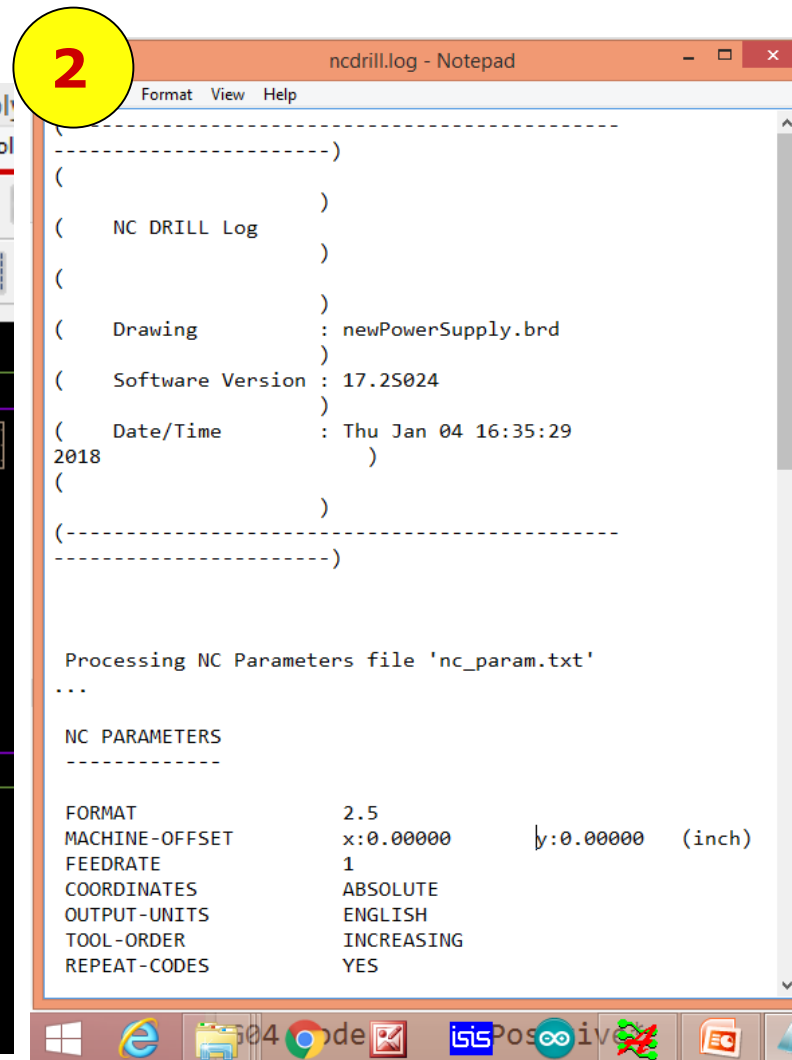 2
ncdrill.log - Notepad
Format View Help
(----------------------------------------------
-----------------------)
(
)
( NC DRILL Log
)
(
)
( Drawing : newPowerSupply.brd
)
( Software Version : 17.2S024
)
( Date/Time : Thu Jan 04 16:35:29
2018 )
(
)
(----------------------------------------------
-----------------------)
Processing NC Parameters file 'nc_param.txt'
...
NC PARAMETERS
-------------
FORMAT 2.5
MACHINE-OFFSET x:0.00000 y:0.00000 (inch)
FEEDRATE 1
COORDINATES ABSOLUTE
OUTPUT-UNITS ENGLISH
TOOL-ORDER INCREASING
REPEAT-CODES YES
isis